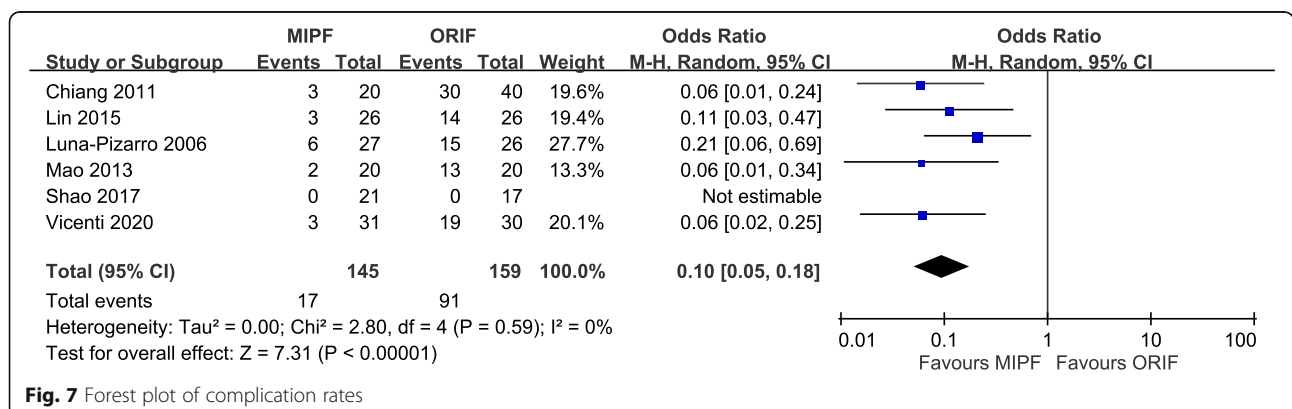 MIPF ORIF Odds Ratio Odds Ratio
Study or Subgroup Events Total Events Total Weight M-H, Random, 95% CI M-H, Random, 95% CI
Chiang 2011 3 20 30 40 19.6% 0.06 [0.01, 0.24]
Lin 2015 3 26 14 26 19.4% 0.11 [0.03, 0.47]
Luna-Pizarro 2006 6 27 15 26 27.7% 0.21 [0.06, 0.69]
Mao 2013 2 20 13 20 13.3% 0.06 [0.01, 0.34]
Shao 2017 0 21 0 17 Not estimable
Vicenti 2020 3 31 19 30 20.1% 0.06 [0.02, 0.25]
Total (95% CI) 145 159 100.0% 0.10 [0.05, 0.18]
Total events 17 91
Heterogeneity: Tau² = 0.00; Chi² = 2.80, df = 4 (P = 0.59); I² = 0%
Test for overall effect: Z = 7.31 (P < 0.00001)
0.01 0.1 1 10 100
Favours MIPF Favours ORIF
Fig. 7 Forest plot of complication rates